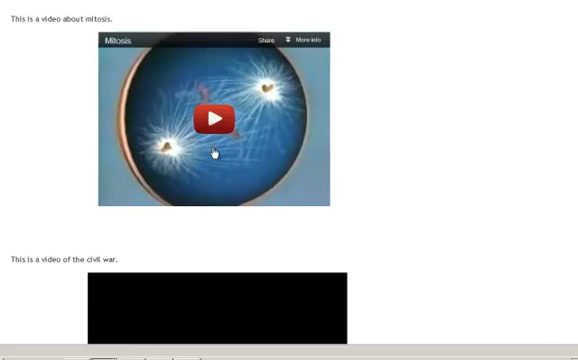 This is a video about mitosis.
Mitosis
Share
More info
This is a video of the civil war.